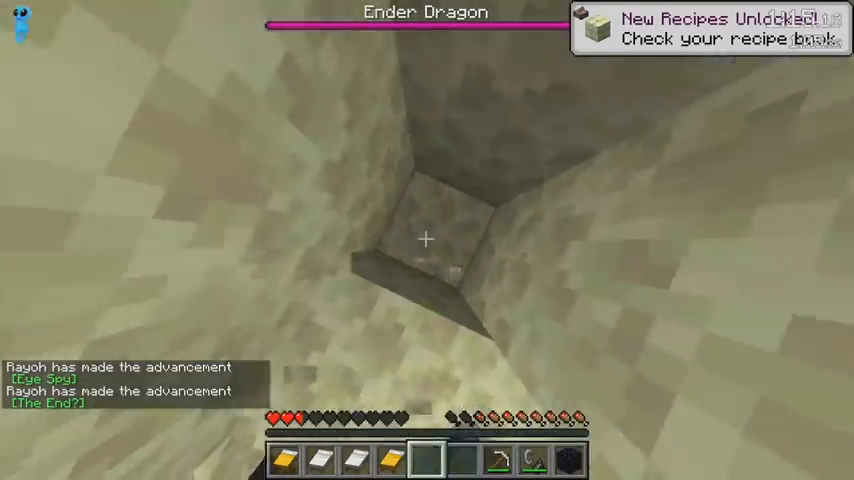 Ender Dragon
New Recipes Unlocked!
Check your recipe book
Rayoh has made the advancement
[Eye Spy]
Rayoh has made the advancement
[The End?]